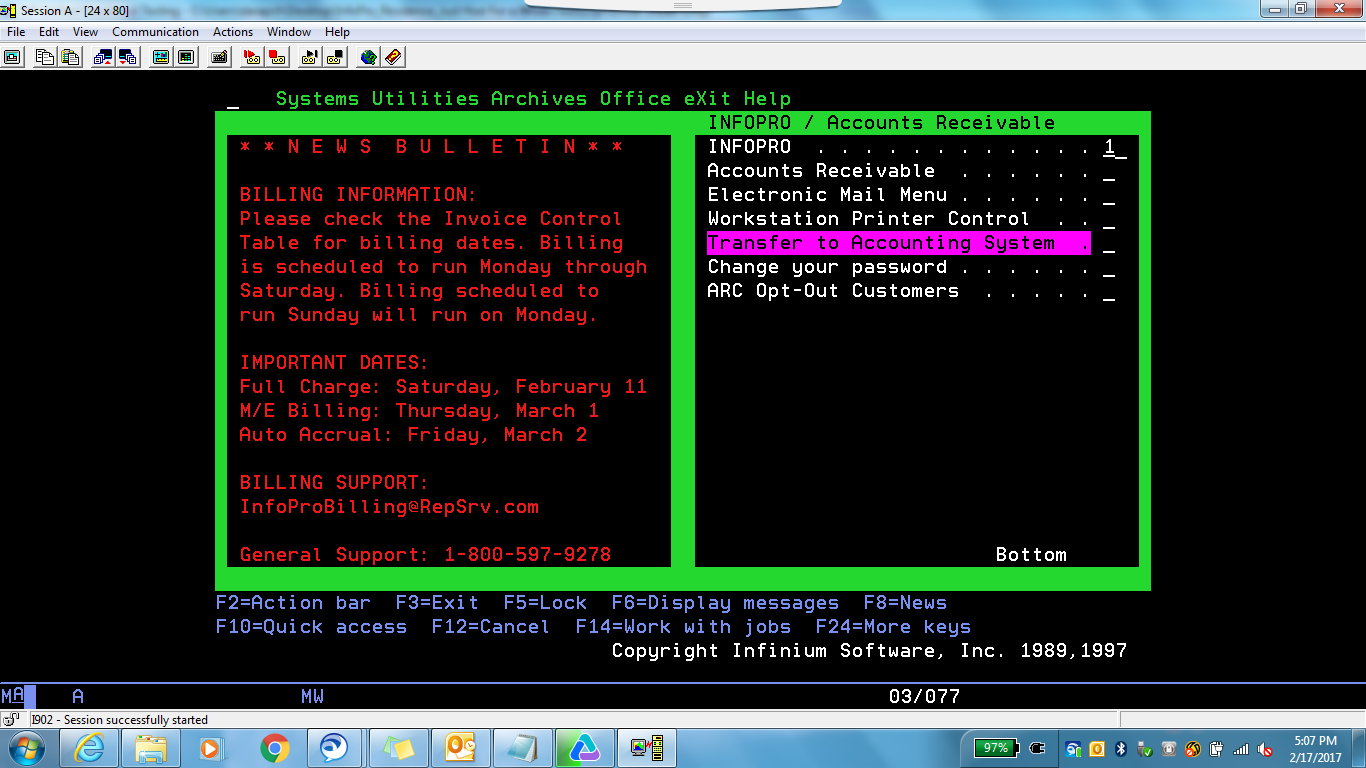 Session A - [24 x 80]
File Edit View Communication Actions Window Help
_ Systems Utilities Archives Office eXit Help
INFOPRO / Accounts Receivable
* * N E W S B U L L E T I N * *
BILLING INFORMATION:
Please check the Invoice Control
Table for billing dates. Billing
is scheduled to run Monday through
Saturday. Billing scheduled to
run Sunday will run on Monday.
IMPORTANT DATES:
Full Charge: Saturday, February 11
M/E Billing: Thursday, March 1
Auto Accrual: Friday, March 2
BILLING SUPPORT:
InfoProBilling@RepSrv.com
General Support: 1-800-597-9278
INFOPRO . . . . . . . . . . . . 1_
Accounts Receivable . . . . . . _
Electronic Mail Menu . . . . . . _
Workstation Printer Control . . _
Transfer to Accounting System . _
Change your password . . . . . . _
ARC Opt-Out Customers . . . . . _
Bottom
F2=Action bar F3=Exit F5=Lock F6=Display messages F8=News
F10=Quick access F12=Cancel F14=Work with jobs F24=More keys
Copyright Infinium Software, Inc. 1989,1997
MA A MW 03/077
I902 - Session successfully started
97%
5:07 PM
2/17/2017